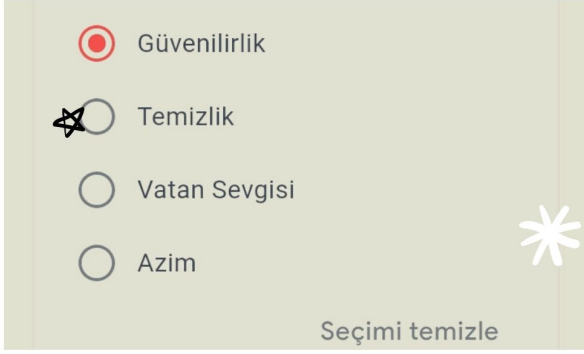 Güvenilirlik
Temizlik
Vatan Sevgisi
Azim
Seçimi temizle